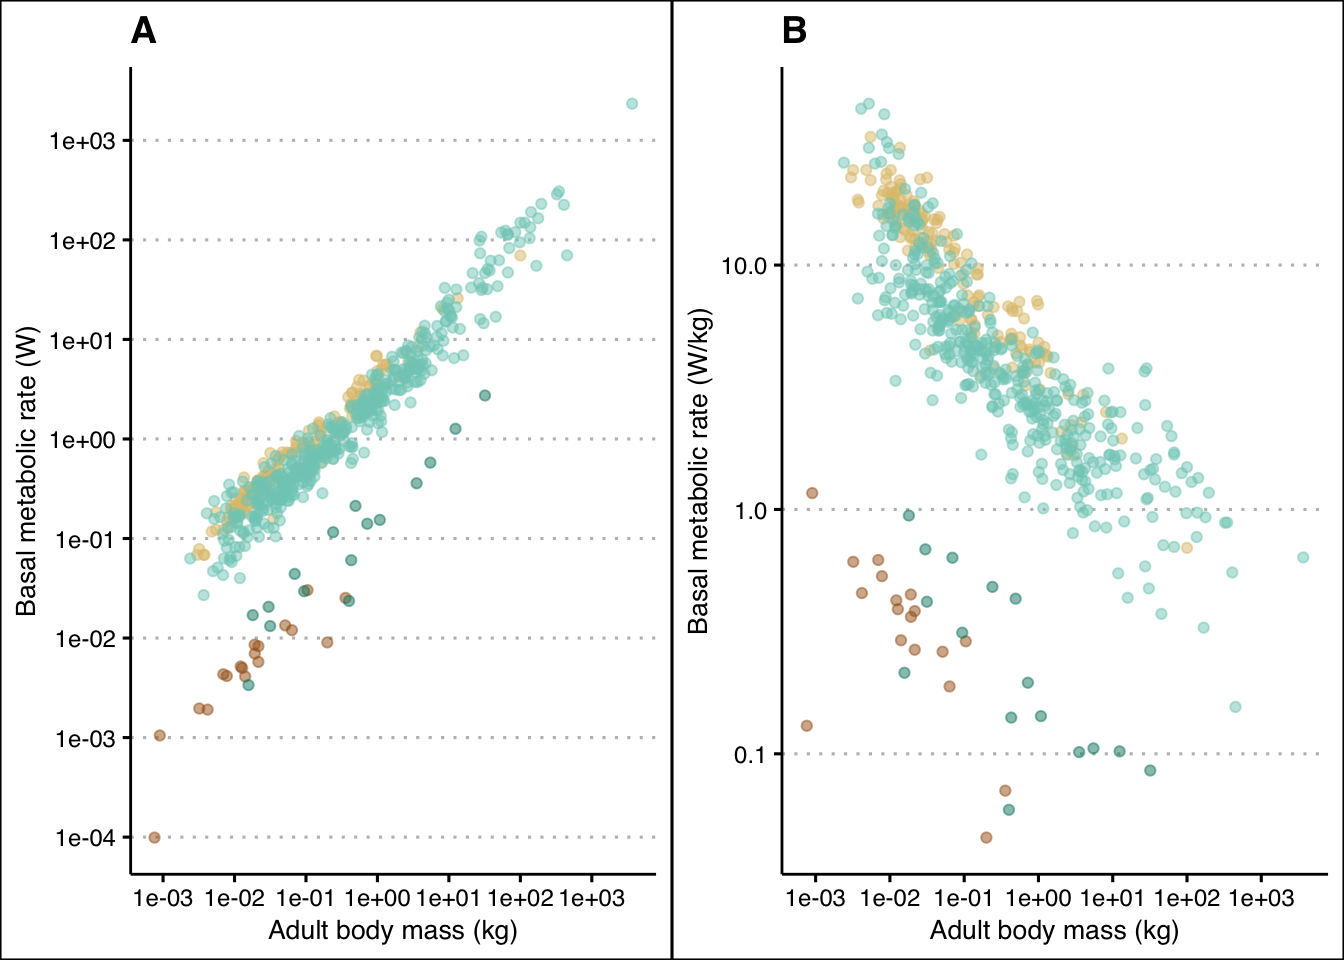 A
Basal metabolic rate (W)
1e+03
1e+02
1e+01
1e+00
1e-01
1e-02
1e-03
1e-04
1e-03 1e-02 1e-01 1e+00 1e+01 1e+02 1e+03
Adult body mass (kg)
B
Basal metabolic rate (W/kg)
10.0
1.0
0.1
1e-03 1e-02 1e-01 1e+00 1e+01 1e+02 1e+03
Adult body mass (kg)